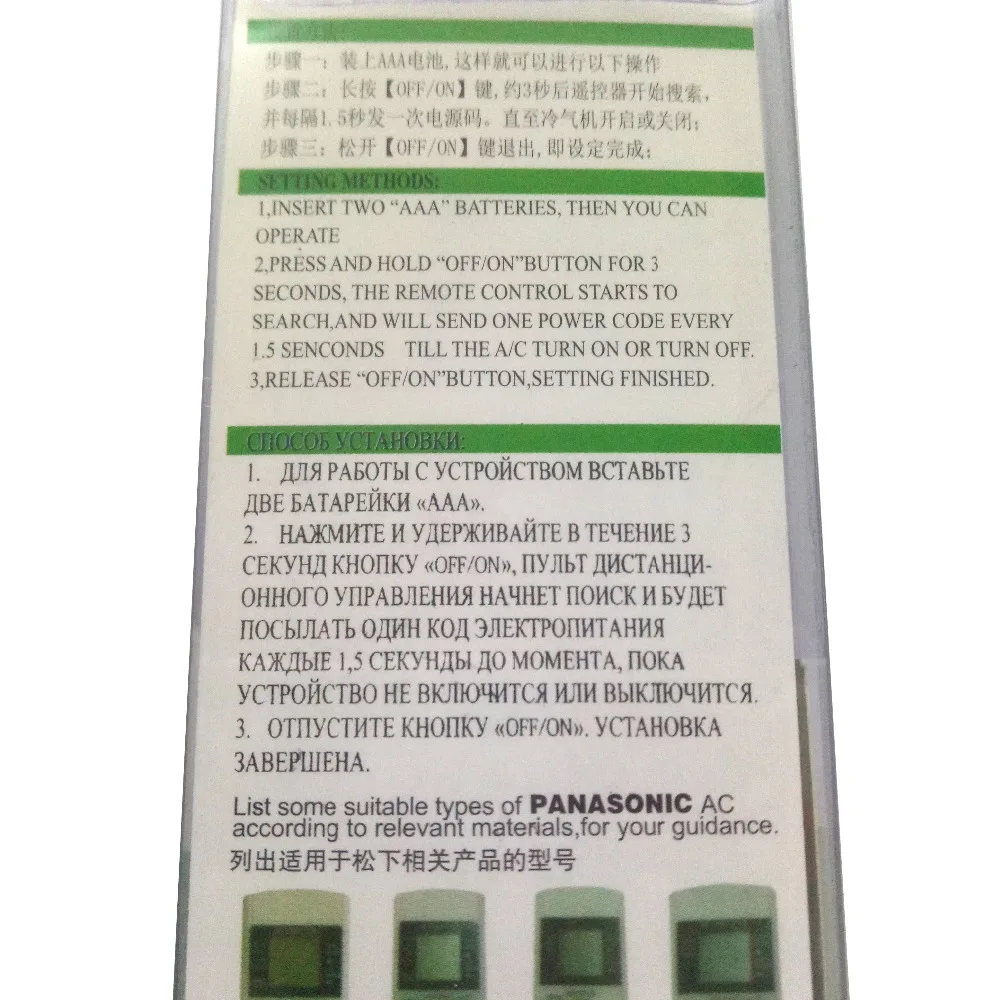 步骤一：装上AAA电池,这样就可以进行以下操作
步骤二：长按【OFF/ON】键,约3秒后遥控器开始搜索,
并每隔1.5秒发一次电源码。直至冷气机开启或关闭;
步骤三：松开【OFF/ON】键退出,即设定完成;
SETTING METHODS:
1,INSERT TWO “AAA” BATTERIES, THEN YOU CAN
OPERATE
2,PRESS AND HOLD “OFF/ON”BUTTON FOR 3
SECONDS, THE REMOTE CONTROL STARTS TO
SEARCH,AND WILL SEND ONE POWER CODE EVERY
1.5 SENCONDS TILL THE A/C TURN ON OR TURN OFF.
3,RELEASE “OFF/ON”BUTTON,SETTING FINISHED.
СПОСОБ УСТАНОВКИ:
1. ДЛЯ РАБОТЫ С УСТРОЙСТВОМ ВСТАВЬТЕ
ДВЕ БАТАРЕЙКИ «ААА».
2. НАЖМИТЕ И УДЕРЖИВАЙТЕ В ТЕЧЕНИЕ 3
СЕКУНД КНОПКУ «OFF/ON», ПУЛЬТ ДИСТАНЦИ-
ОННОГО УПРАВЛЕНИЯ НАЧНЕТ ПОИСК И БУДЕТ
ПОСЫЛАТЬ ОДИН КОД ЭЛЕКТРОПИТАНИЯ
КАЖДЫЕ 1,5 СЕКУНДЫ ДО МОМЕНТА, ПОКА
УСТРОЙСТВО НЕ ВКЛЮЧИТСЯ ИЛИ ВЫКЛЮЧИТСЯ.
3. ОТПУСТИТЕ КНОПКУ «OFF/ON». УСТАНОВКА
ЗАВЕРШЕНА.
List some suitable types of PANASONIC AC
according to relevant materials,for your guidance.
列出适用于松下相关产品的型号